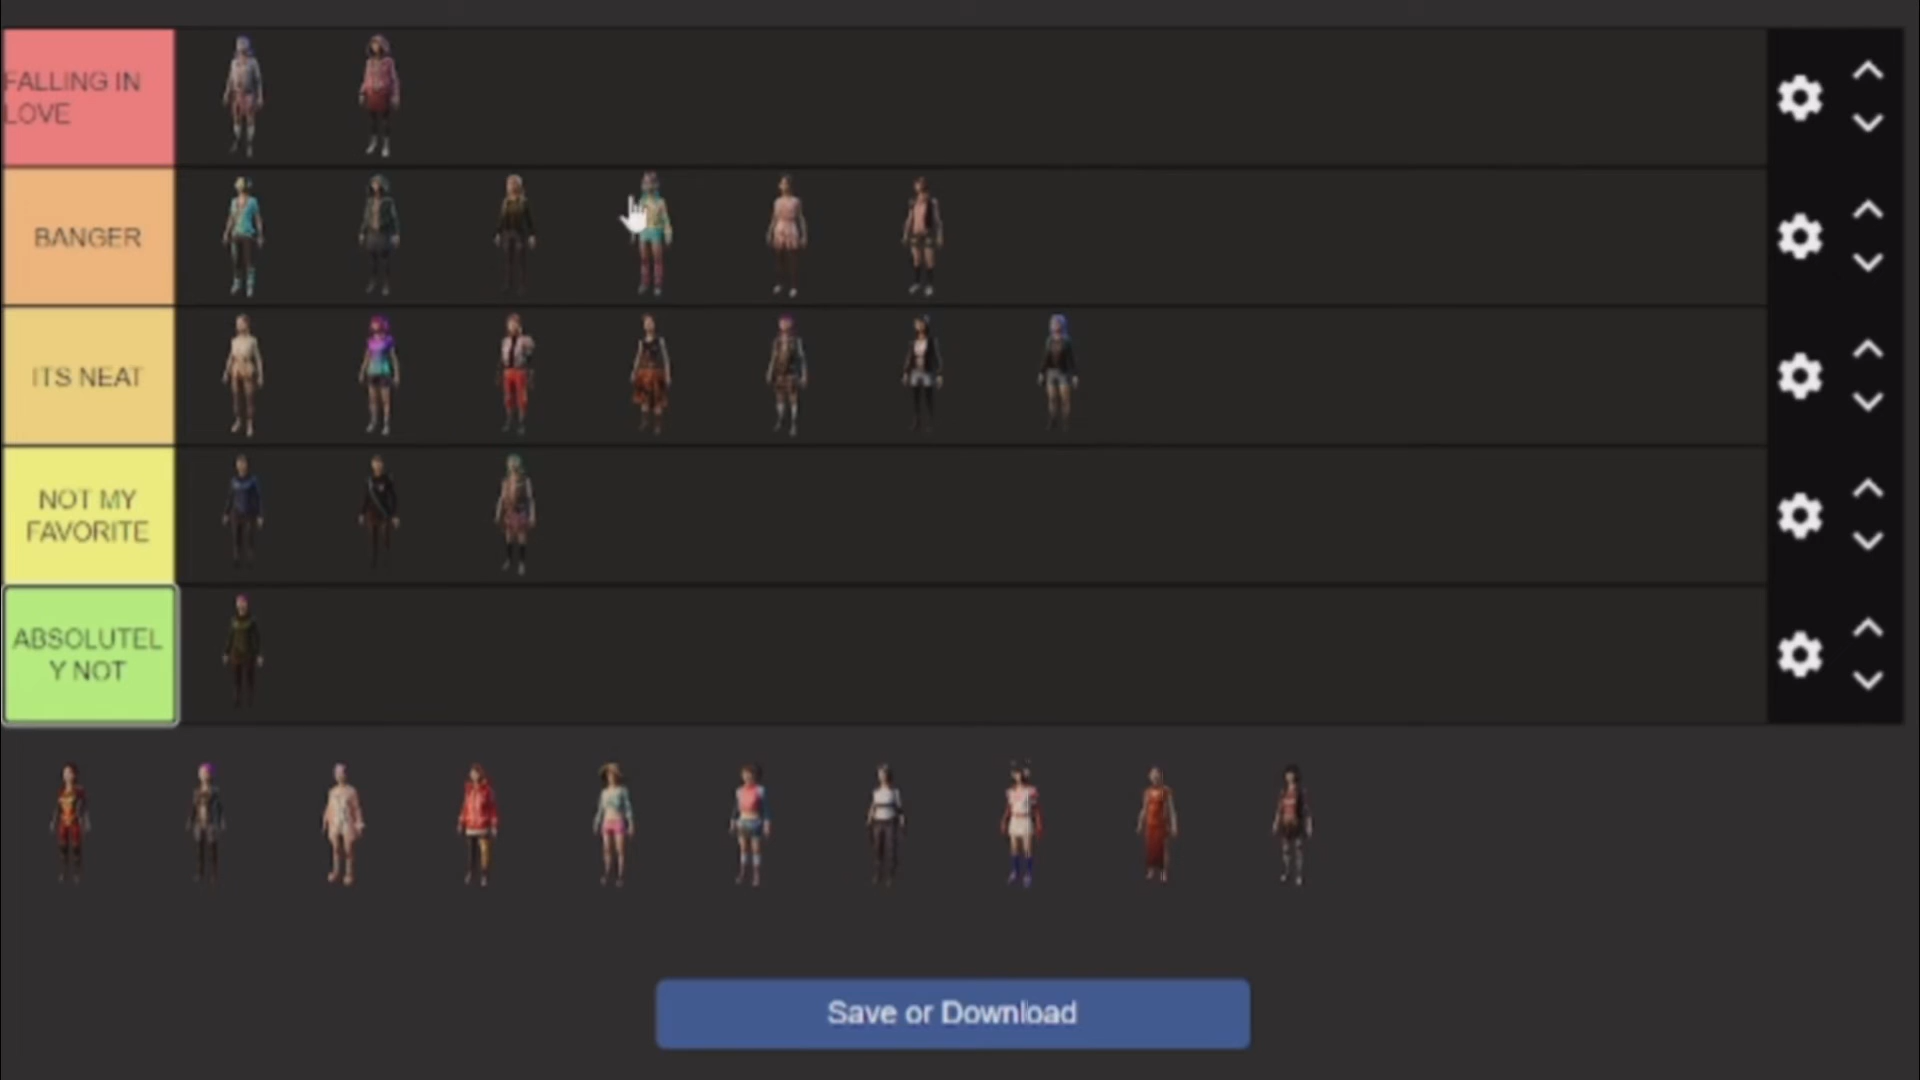 FALLING IN
LOVE
BANGER
ITS NEAT
NOT MY
FAVORITE
ABSOLUTEL
Y NOT
Save or Download